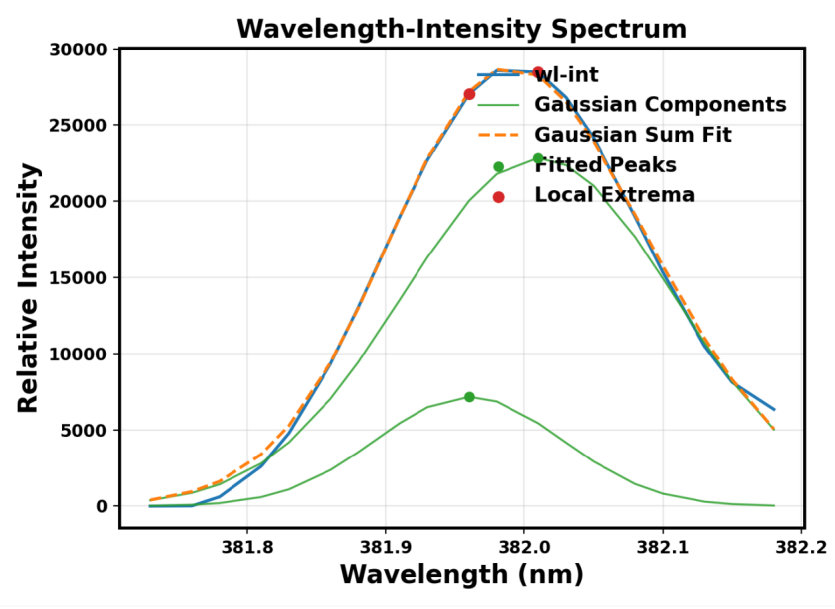 Wavelength-Intensity Spectrum
30000
25000
20000
15000
10000
5000
0
Relative Intensity
wl-int
Gaussian Components
Gaussian Sum Fit
Fitted Peaks
Local Extrema
381.8 381.9 382.0 382.1 382.2
Wavelength (nm)